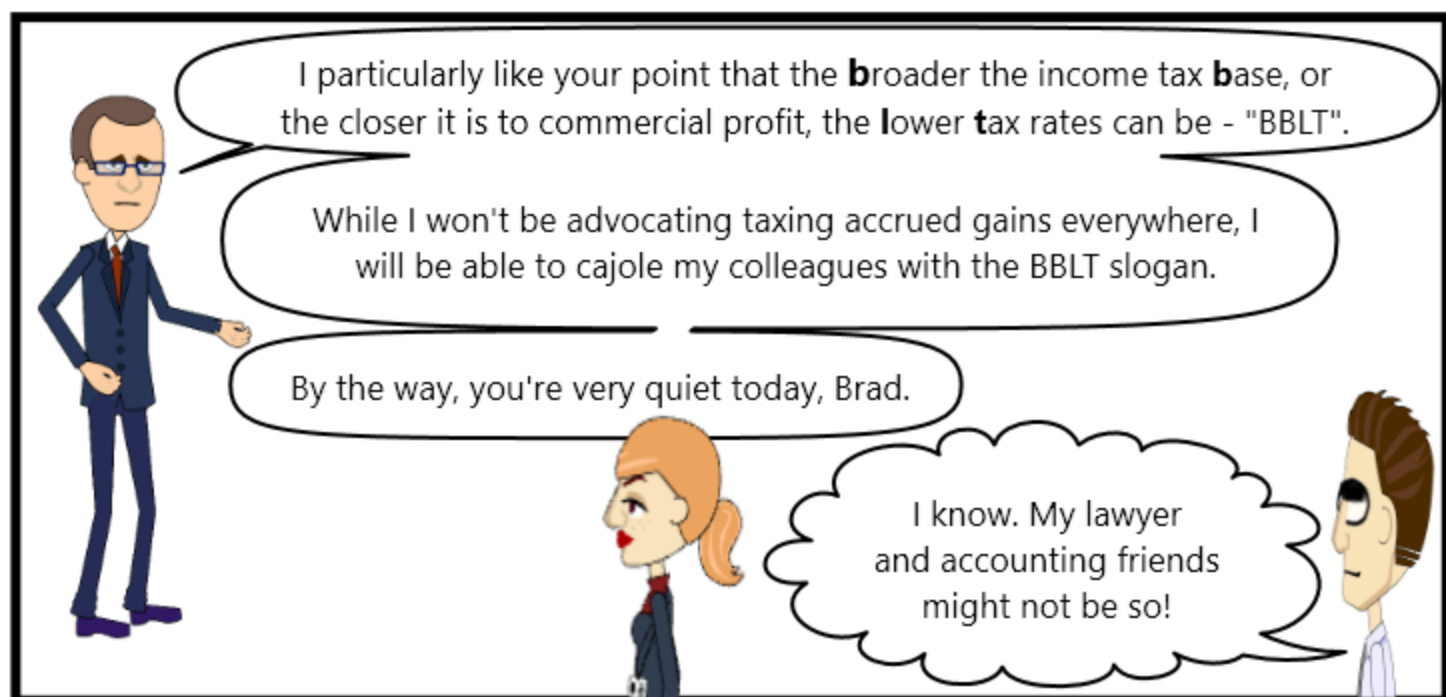 I particularly like your point that the broader the income tax base, or
the closer it is to commercial profit, the lower tax rates can be - "BBLT".
While I won't be advocating taxing accrued gains everywhere, I
will be able to cajole my colleagues with the BBLT slogan.
By the way, you're very quiet today, Brad.
I know. My lawyer
and accounting friends
might not be so!